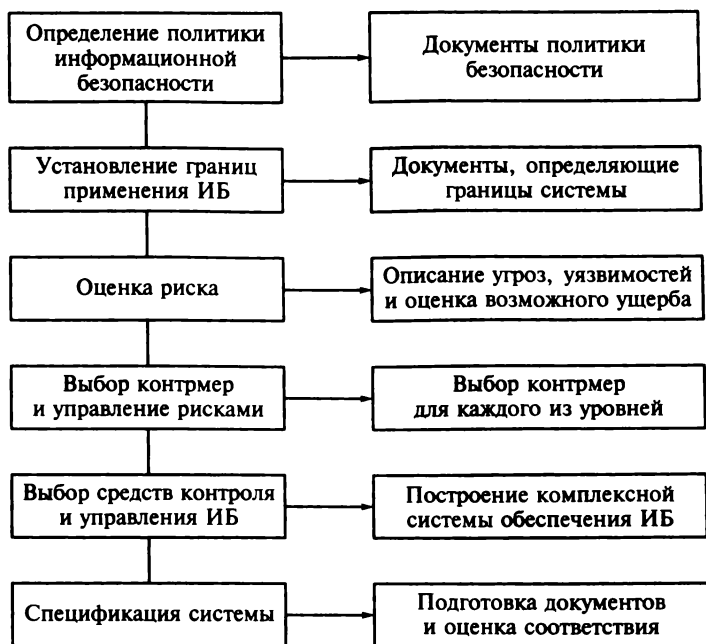 Определение политики
информационной
безопасности
Документы политики
безопасности
Установление границ
применения ИБ
Документы, определяющие
границы системы
Оценка риска
Описание угроз, уязвимостей
и оценка возможного ущерба
Выбор контрмер
и управление рисками
Выбор контрмер
для каждого из уровней
Выбор средств контроля
и управления ИБ
Построение комплексной
системы обеспечения ИБ
Спецификация системы
Подготовка документов
и оценка соответствия